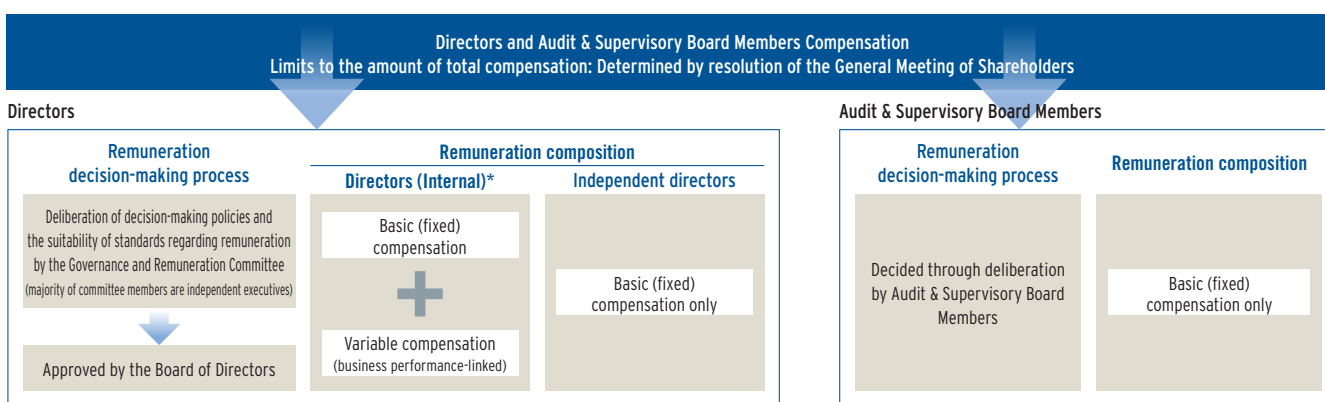 Directors and Audit & Supervisory Board Members Compensation
Limits to the amount of total compensation: Determined by resolution of the General Meeting of Shareholders
Directors
Remuneration
decision-making process
Deliberation of decision-making policies and
the suitability of standards regarding remuneration
by the Governance and Remuneration Committee
(majority of committee members are independent executives)
Approved by the Board of Directors
Remuneration composition
Directors (Internal)*
Basic (fixed)
compensation
+
Variable compensation
(business performance-linked)
Independent directors
Basic (fixed)
compensation only
Audit & Supervisory Board Members
Remuneration
decision-making process
Decided through deliberation
by Audit & Supervisory Board
Members
Remuneration composition
Basic (fixed)
compensation only